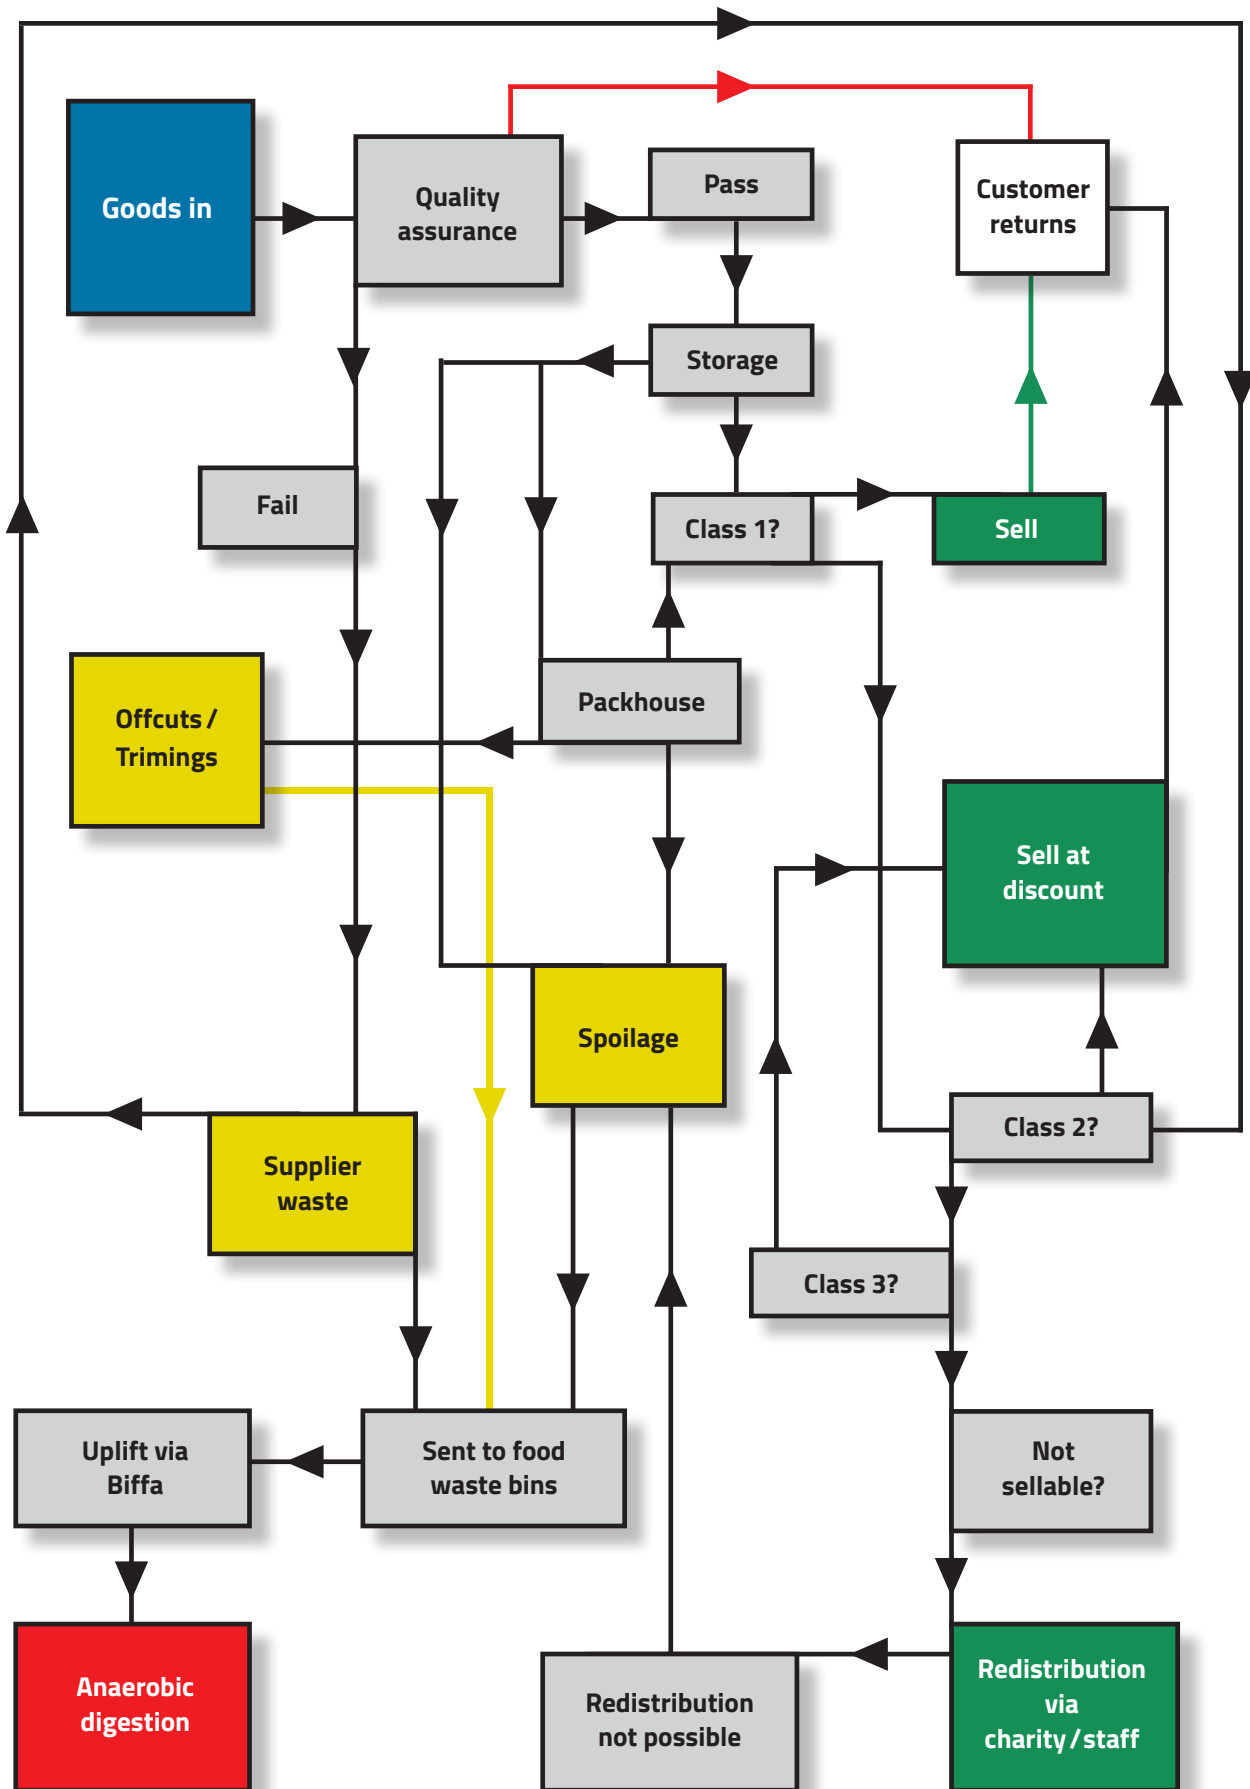 Goods in
Quality
assurance
Pass
Customer
returns
Storage
Fail
Class 1?
Sell
Offcuts /
Trimings
Packhouse
Sell at
discount
Spoilage
Class 2?
Supplier
waste
Class 3?
Uplift via
Biffa
Sent to food
waste bins
Not
sellable?
Anaerobic
digestion
Redistribution
not possible
Redistribution
via
charity / staff